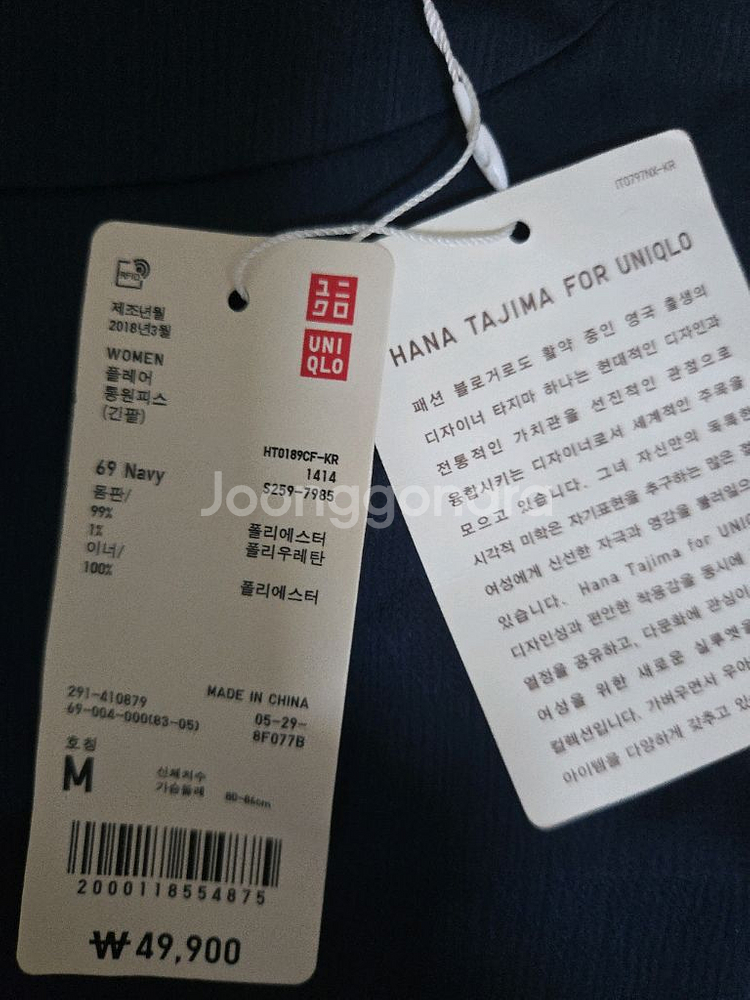 RFID
제조년월
2018년3월
WOMEN
플레어
롱원피스
(긴팔)
ユニ
クロ
UNI
QLO
HT0189CF-KR
1414
S259-7985
69 Navy
몸판/
99% 폴리에스터
1% 폴리우레탄
이너/
100% 폴리에스터
291-410879 MADE IN CHINA
69-004-000(83-05) 05-29-
8F077B
호칭
M
신체치수
가슴둘레 80-86cm
2000118554875
₩49,900
IT0797NX-KR
HANA TAJIMA FOR UNIQLO
패션 블로거로도 활약 중인 영국 출생의
디자이너 타지마 하나는 현대적인 디자인과
전통적인 가치관을 선진적인 관점으로
융합시키는 디자이너로서 세계적인 주목을
모으고 있습니다. 그녀 자신만의 독특한
시각적 미학은 자기표현을 추구하는 많은
여성에게 신선한 자극과 영감을 불러일으
있습니다. Hana Tajima for UNI
디자인성과 편안한 착용감을 동시에
열정을 공유하고, 다문화에 관심이
여성을 위한 새로운 실루엣
컬렉션입니다. 가벼우면서 우아
아이템을 다양하게 갖추고 있
Joonggonara